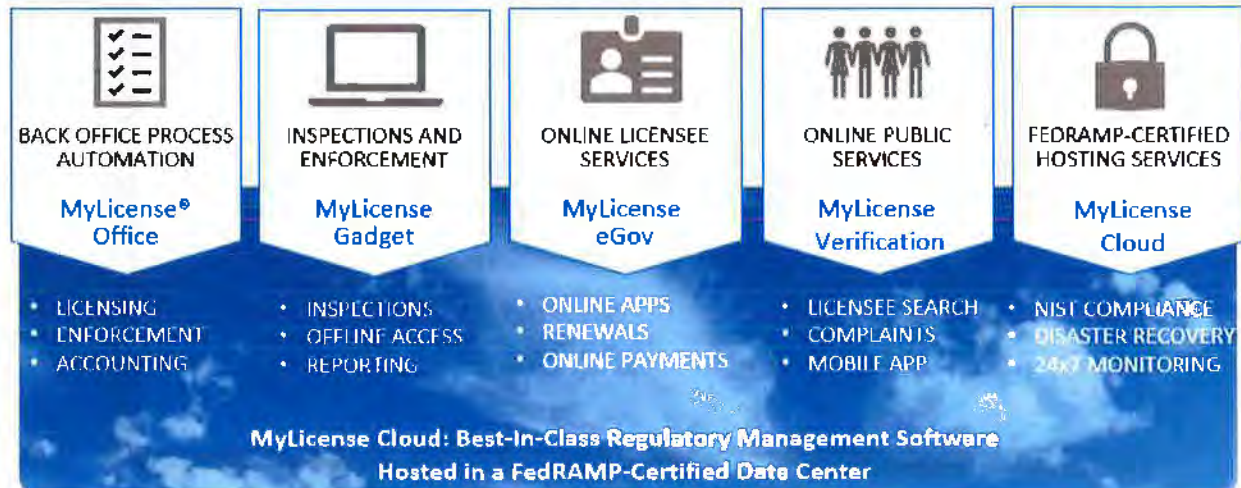 BACK OFFICE PROCESS
AUTOMATION
MyLicense®
Office
• LICENSING
• ENFORCEMENT
• ACCOUNTING
INSPECTIONS AND
ENFORCEMENT
MyLicense
Gadget
• INSPECTIONS
• OFFLINE ACCESS
• REPORTING
ONLINE LICENSEE
SERVICES
MyLicense
eGov
• ONLINE APPS
• RENEWALS
• ONLINE PAYMENTS
ONLINE PUBLIC
SERVICES
MyLicense
Verification
• LICENSEE SEARCH
• COMPLAINTS
• MOBILE APP
FEDRAMP-CERTIFIED
HOSTING SERVICES
MyLicense
Cloud
• NIST COMPLIANCE
• DISASTER RECOVERY
• 24x7 MONITORING
MyLicense Cloud: Best-In-Class Regulatory Management Software
Hosted in a FedRAMP-Certified Data Center